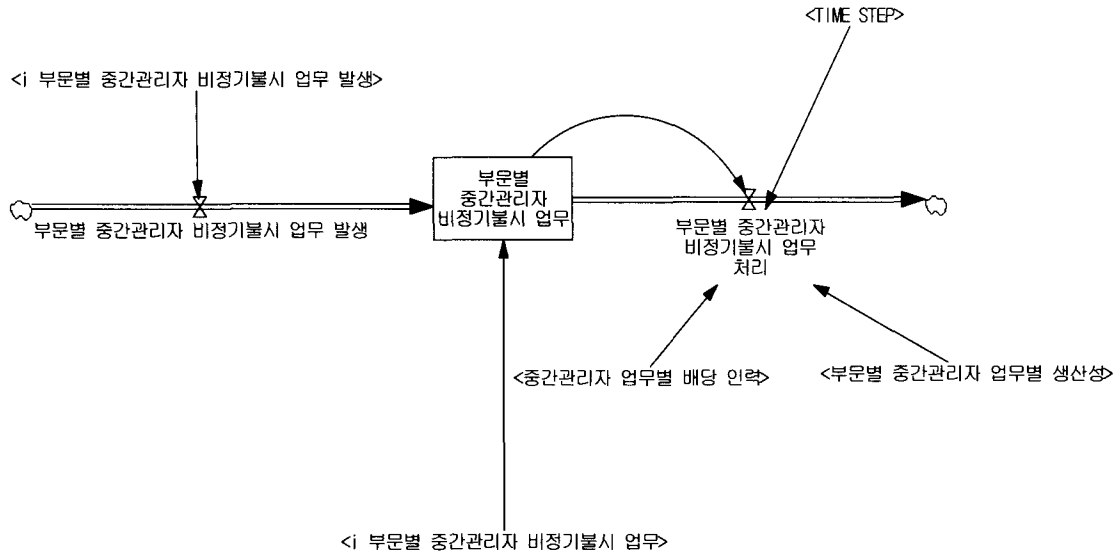 <TIME STEP>
<i 부문별 중간관리자 비정기불시 업무 발생>
부문별
중간관리자
비정기불시 업무
부문별 중간관리자 비정기불시 업무 발생
부문별 중간관리자
비정기불시 업무
처리
<중간관리자 업무별 배당 인력>
<부문별 중간관리자 업무별 생산성>
<i 부문별 중간관리자 비정기불시 업무>